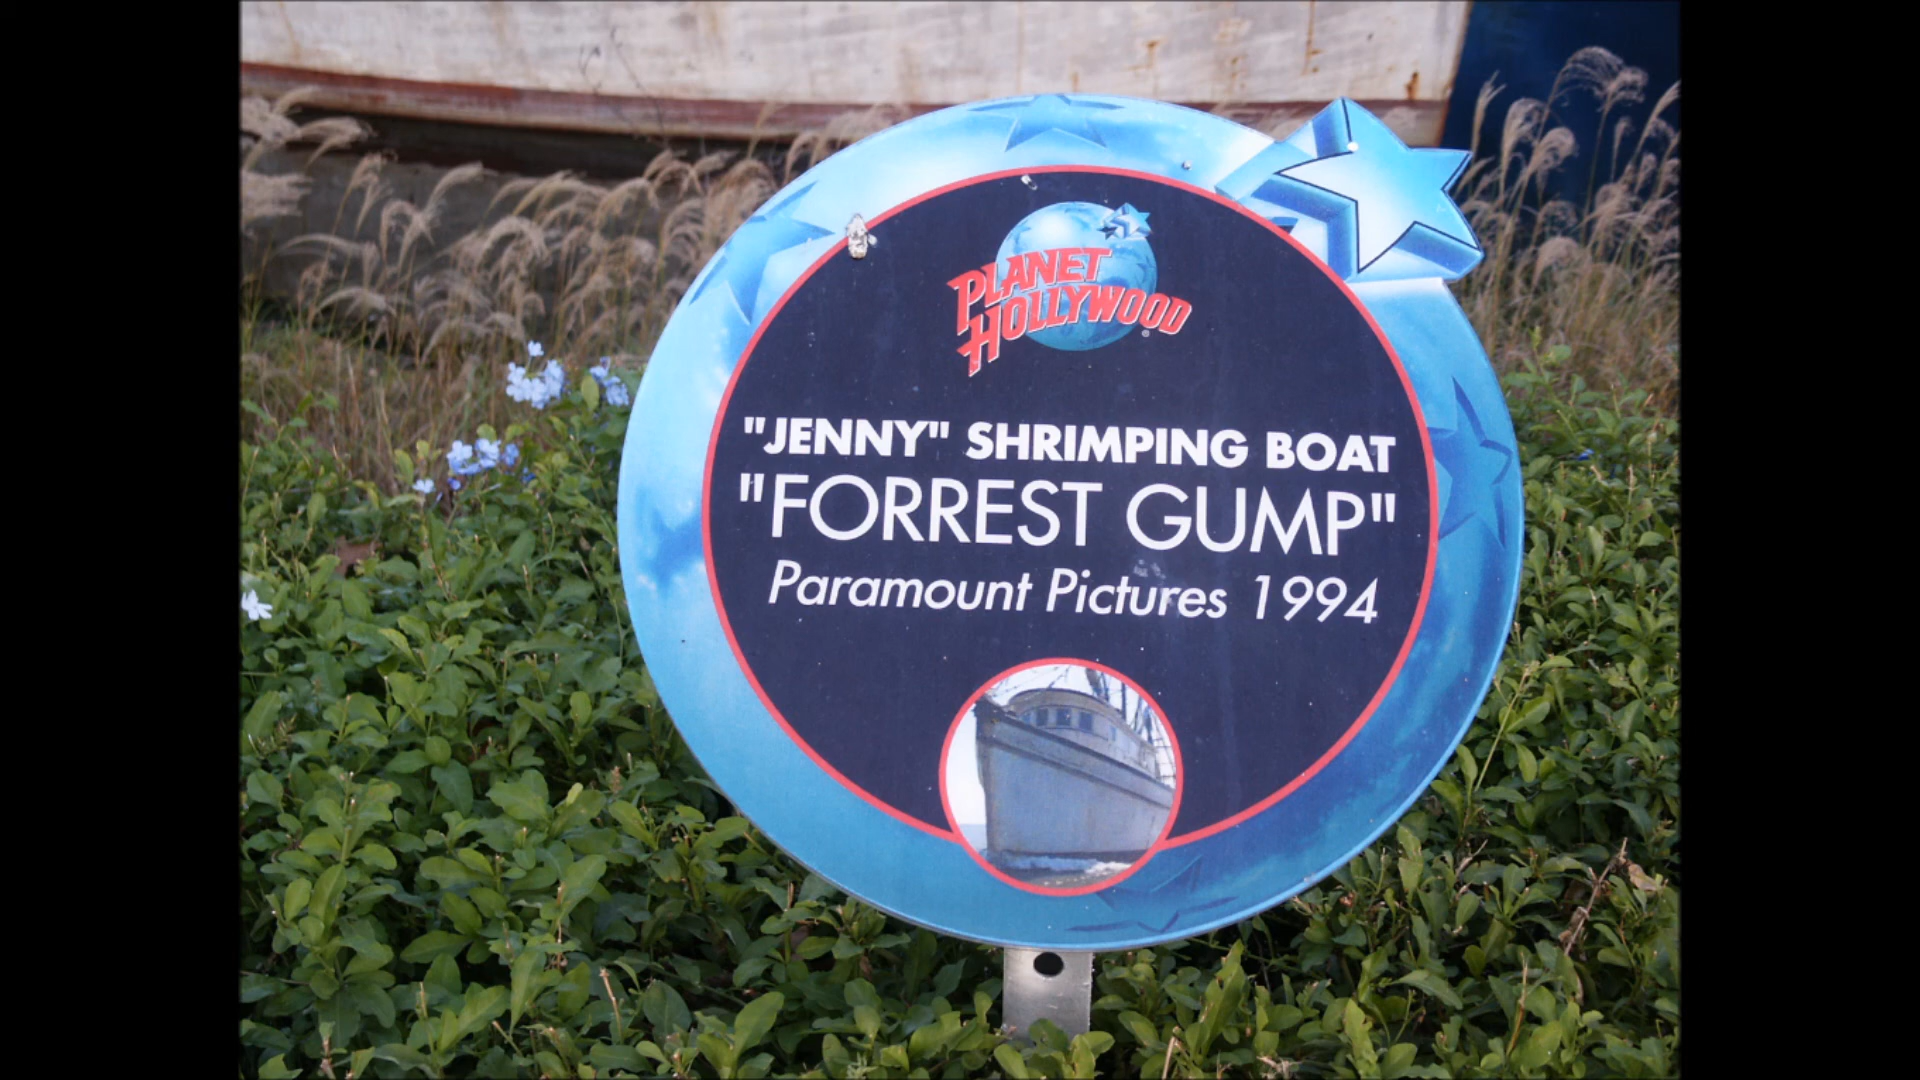 PLANET
HOLLYWOOD®
"JENNY" SHRIMPING BOAT
"FORREST GUMP"
Paramount Pictures 1994